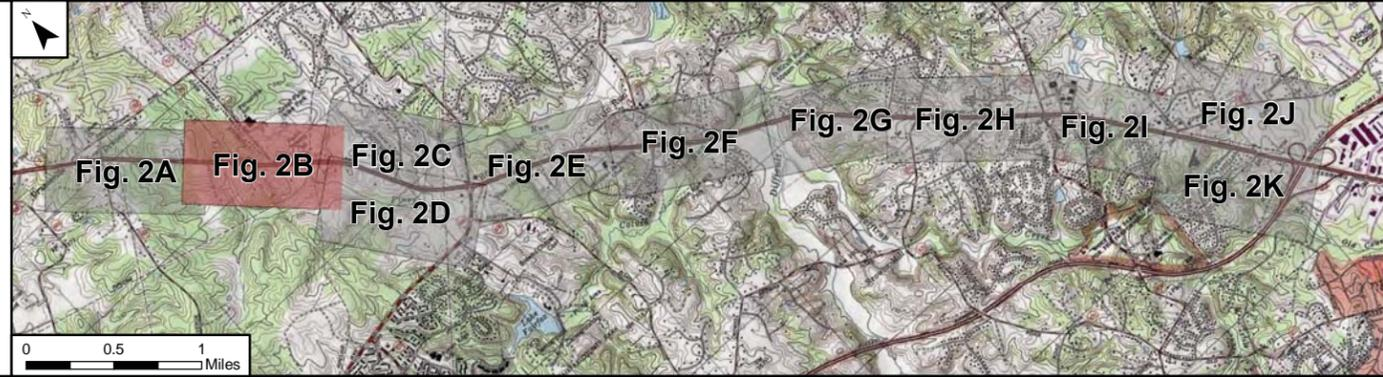 N
Fig. 2A
Fig. 2B
Fig. 2C
Fig. 2D
Fig. 2E
Fig. 2F
Fig. 2G
Fig. 2H
Fig. 2I
Fig. 2J
Fig. 2K
0 0.5 1
Miles